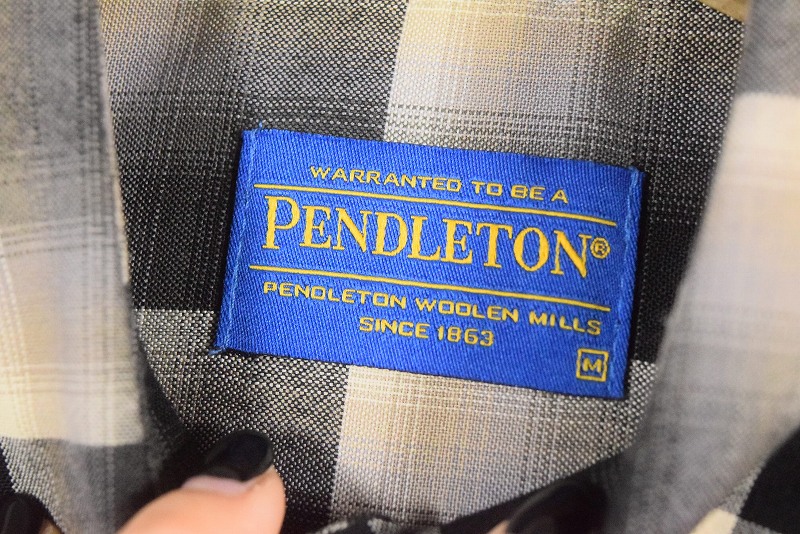 WARRANTED TO BE A
PENDLETON®
PENDLETON WOOLEN MILLS
SINCE 1863
M